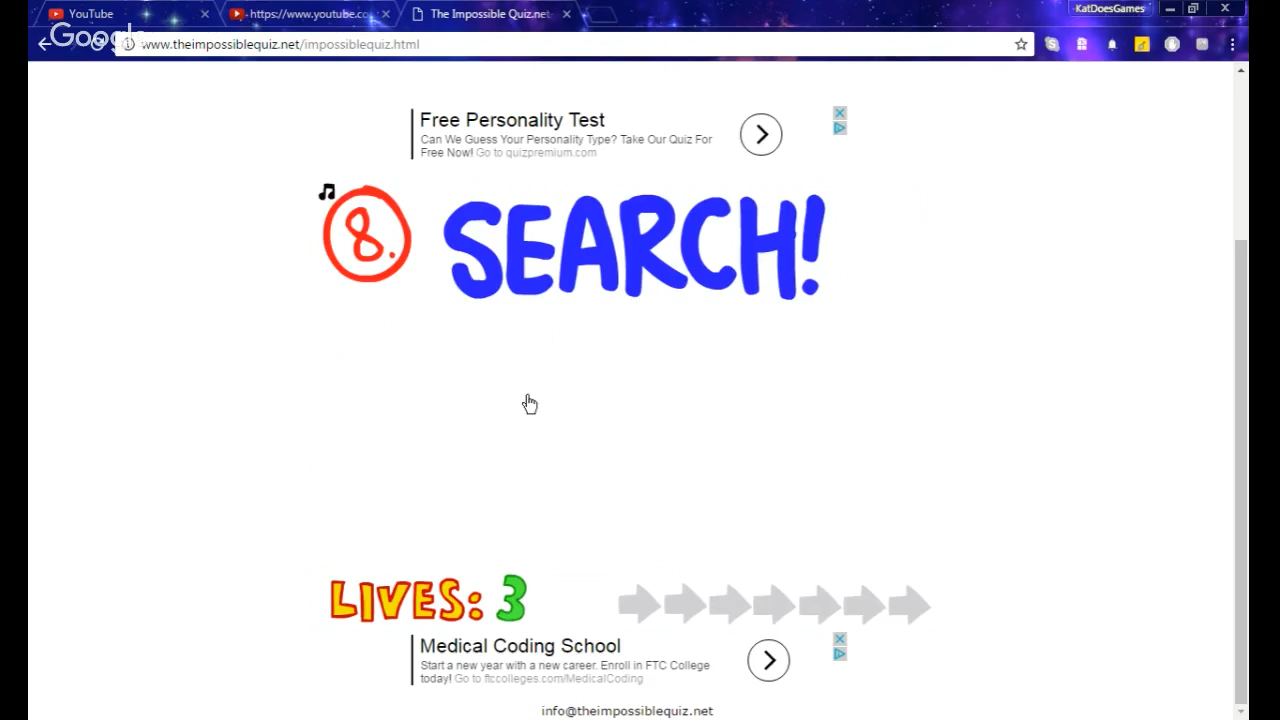 YouTube
https://www.youtube.co
The Impossible Quiz.net
KatDoesGames
Google
www.theimpossiblequiz.net/impossiblequiz.html
Free Personality Test
Can We Guess Your Personality Type? Take Our Quiz For
Free Now! Go to quizpremium.com
8. SEARCH!
LIVES: 3
Medical Coding School
Start a new year with a new career. Enroll in FTC College
today! Go to ftccolleges.com/MedicalCoding
info@theimpossiblequiz.net